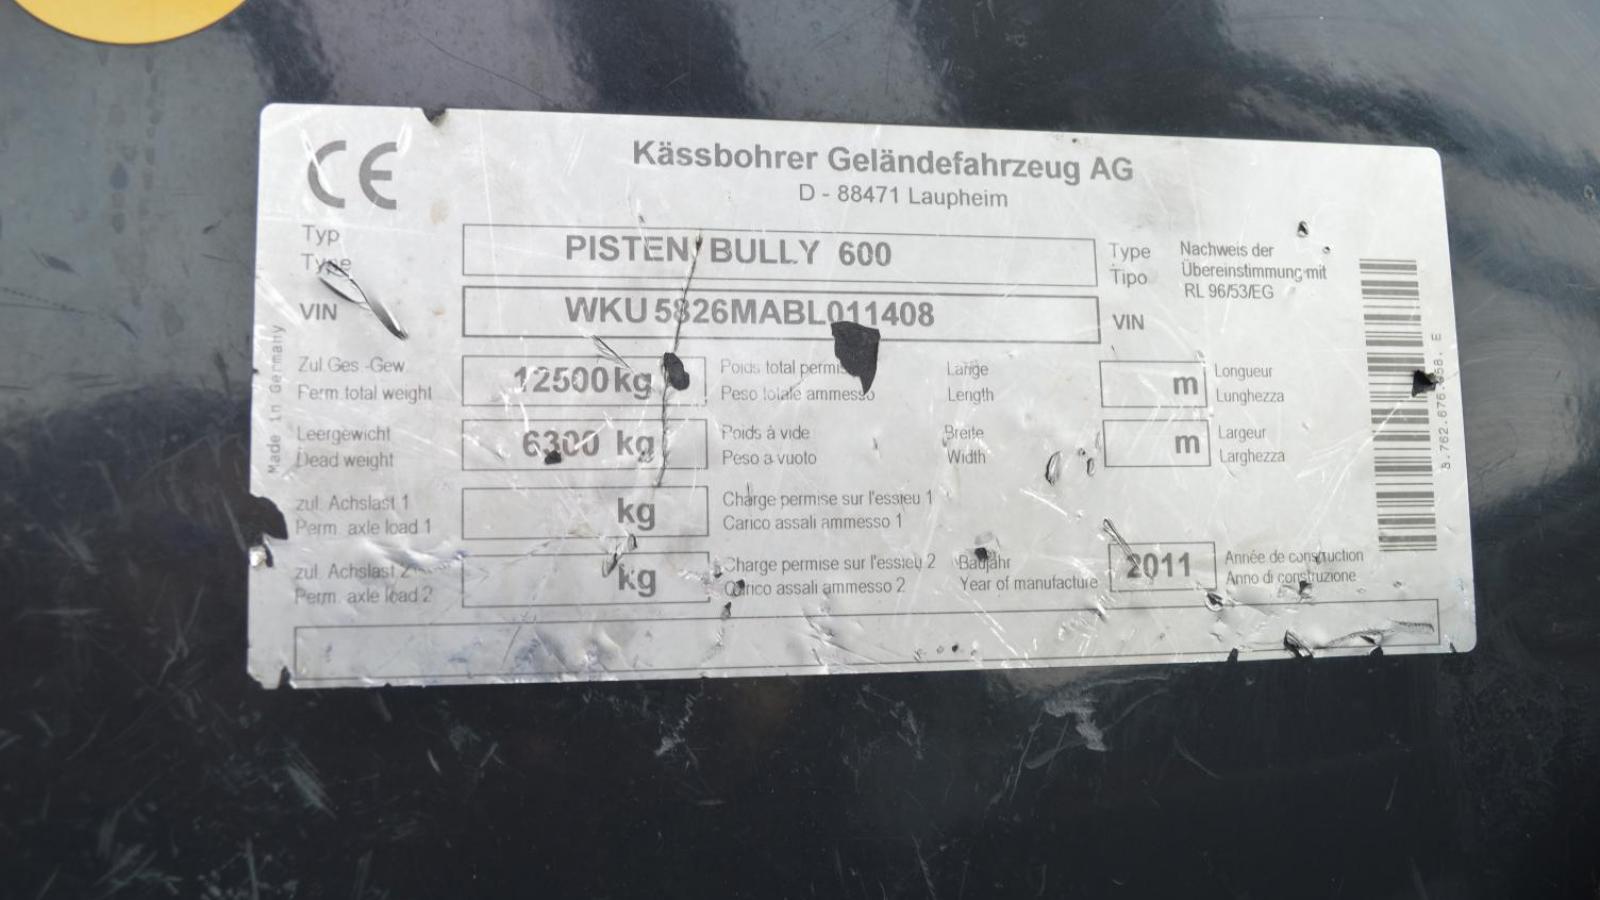 CE
Kässbohrer Geländefahrzeug AG
D - 88471 Laupheim
Typ
Type
PISTEN BULLY 600
Type
Tipo
Nachweis der
Übereinstimmung mit
RL 96/53/EG
VIN
WKU5826MABL011408
VIN
Zul Ges -Gew
Perm total weight
12500 kg
Poids total permis
Peso totale ammesso
Länge
Length
m
Longueur
Lunghezza
Leergewicht
Dead weight
6300 kg
Poids à vide
Peso a vuoto
Breite
Width
m
Largeur
Larghezza
zul. Achslast 1
Perm. axle load 1
kg
Charge permise sur l'essieu 1
Carico assali ammesso 1
zul. Achslast 2
Perm. axle load 2
kg
Charge permise sur l'essieu 2
Carico assali ammesso 2
Baujahr
Year of manufacture
2011
Année de construction
Anno di construzione
Made in Germany